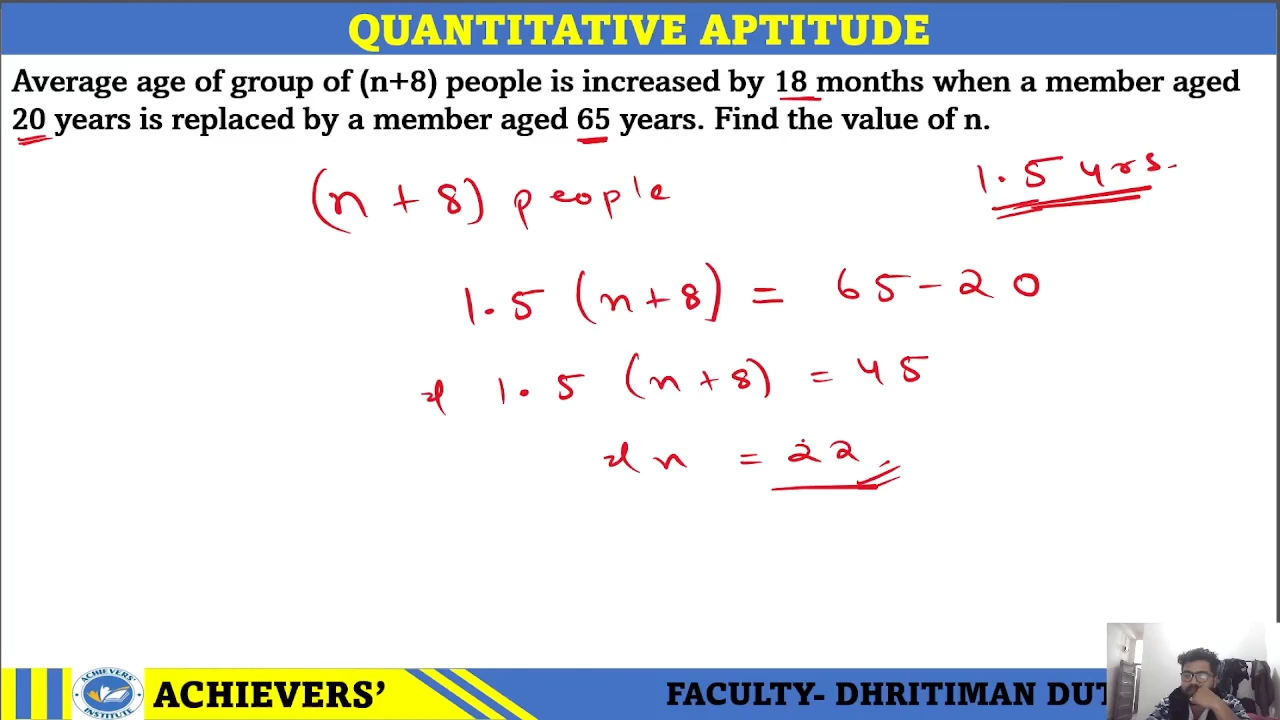 QUANTITATIVE APTITUDE
Average age of group of (n+8) people is increased by 18 months when a member aged
20 years is replaced by a member aged 65 years. Find the value of n.
1.5 yrs.
(n + 8) people
1.5 (n+8) = 65-20
1.5 (n+8) = 45
n = 22
ACHIEVERS' INSTITUTE
ACHIEVERS’
FACULTY- DHRITIMAN DUT